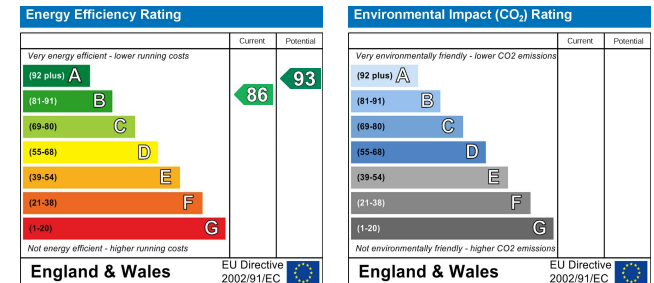 Energy Efficiency Rating
Current Potential
Very energy efficient - lower running costs
(92 plus) A
(81-91) B
(69-80) C
(55-68) D
(39-54) E
(21-38) F
(1-20) G
86
93
Not energy efficient - higher running costs
England & Wales
EU Directive
2002/91/EC
Environmental Impact (CO₂) Rating
Current Potential
Very environmentally friendly - lower CO2 emissions
(92 plus) A
(81-91) B
(69-80) C
(55-68) D
(39-54) E
(21-38) F
(1-20) G
Not environmentally friendly - higher CO2 emissions
England & Wales
EU Directive
2002/91/EC